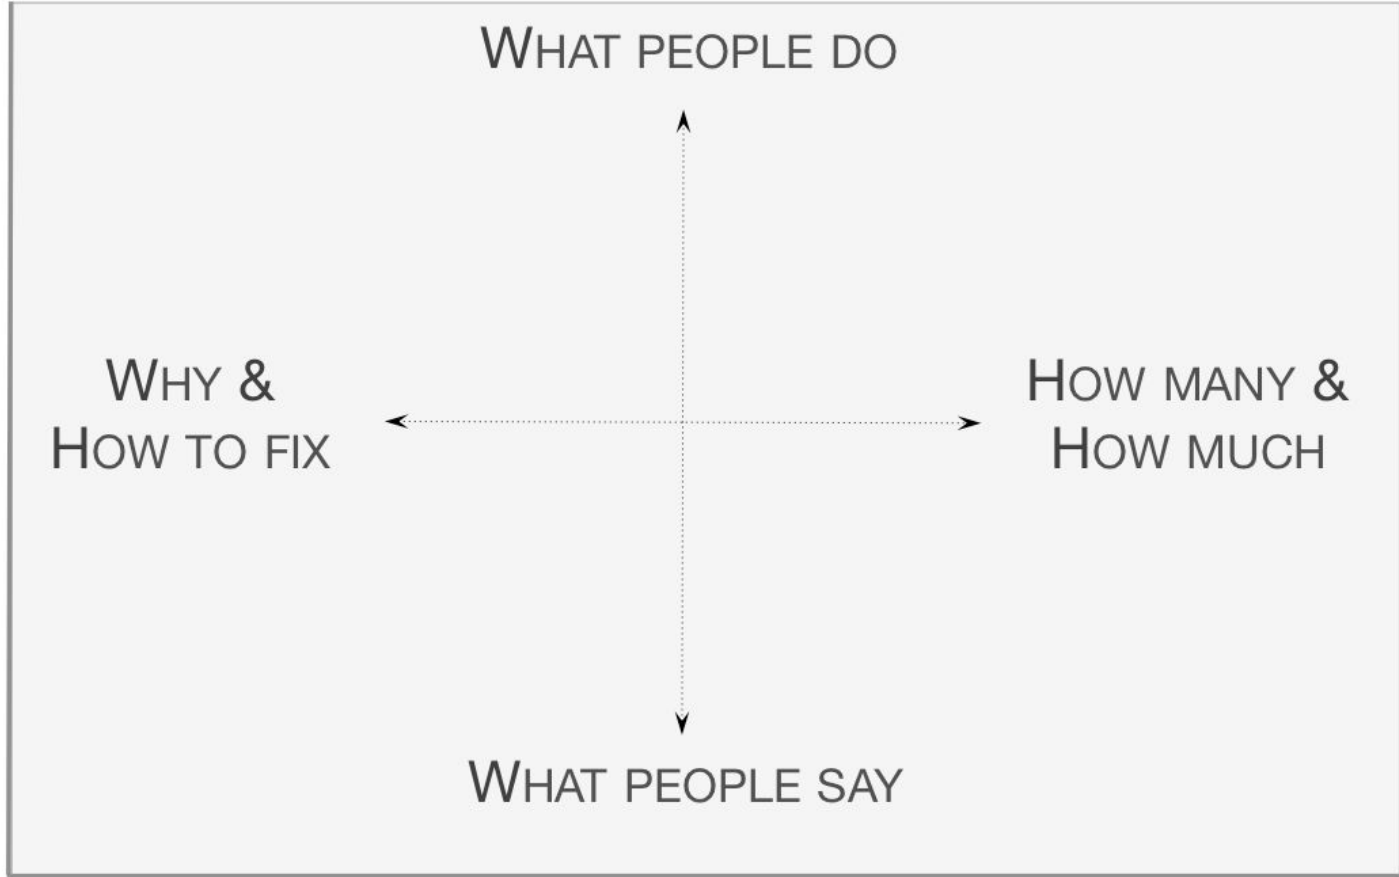 WHAT PEOPLE DO
WHY &
HOW TO FIX
HOW MANY &
HOW MUCH
WHAT PEOPLE SAY